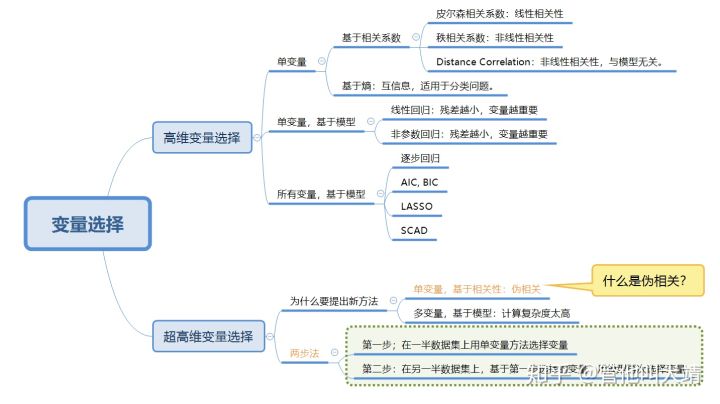 变量选择
高维变量选择
单变量
基于相关系数
皮尔森相关系数：线性相关性
秩相关系数：非线性相关性
Distance Correlation：非线性相关性，与模型无关。
基于熵：互信息，适用于分类问题。
单变量，基于模型
线性回归：残差越小，变量越重要
非参数回归：残差越小，变量越重要
所有变量，基于模型
逐步回归
AIC, BIC
LASSO
SCAD
超高维变量选择
为什么要提出新方法
单变量，基于相关性：伪相关
什么是伪相关？
多变量，基于模型：计算复杂度太高
两步法
第一步；在一半数据集上用单变量方法选择变量
第二步：在另一半数据集上，基于第一步
变量
知乎